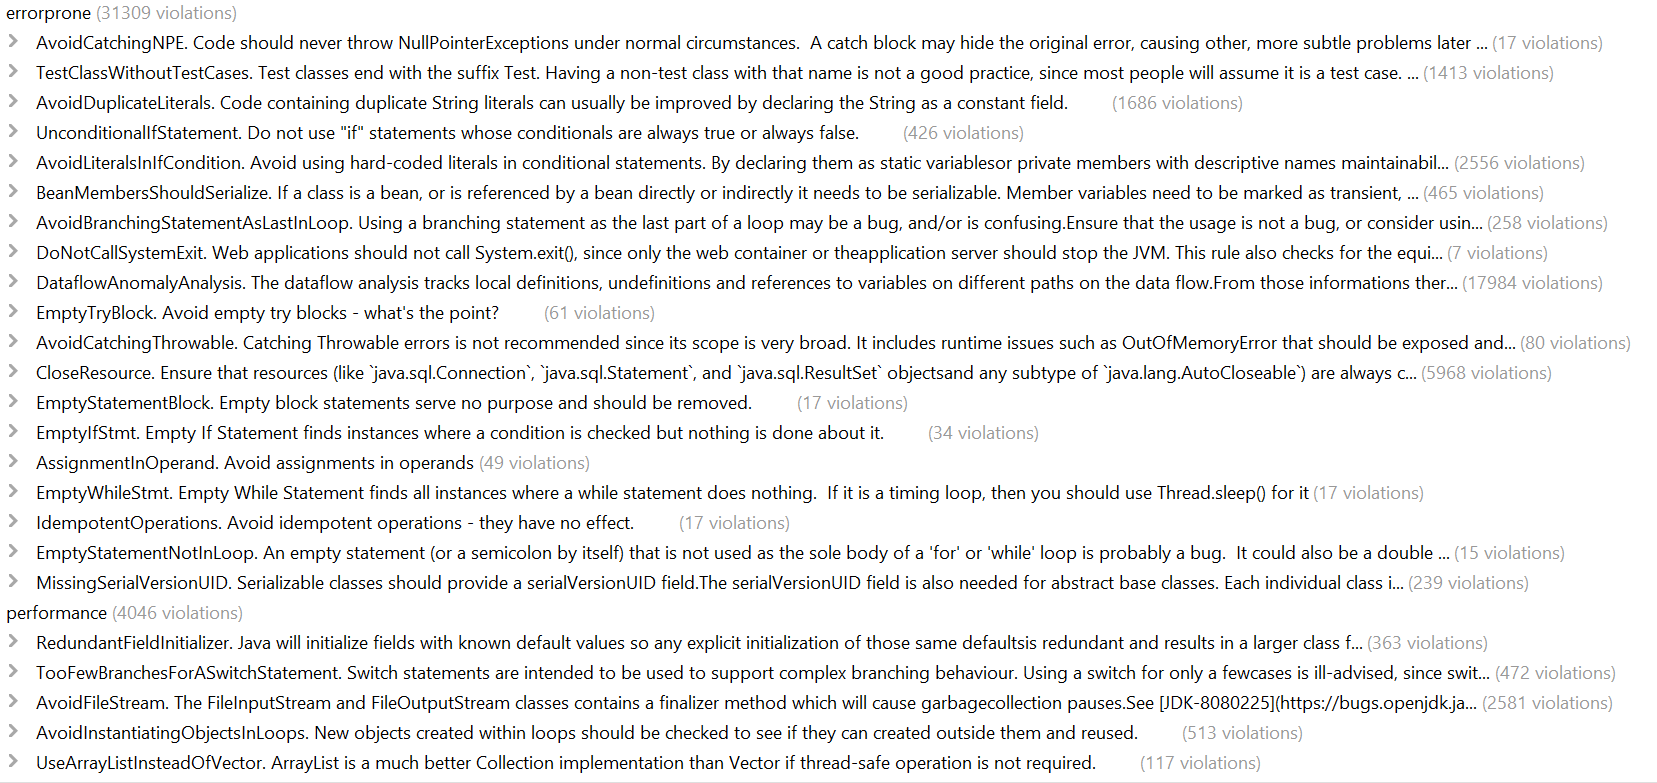 errorprone (31309 violations)
AvoidCatchingNPE. Code should never throw NullPointerExceptions under normal circumstances.  A catch block may hide the original error, causing other, more subtle problems later ... (17 violations)
TestClassWithoutTestCases. Test classes end with the suffix Test. Having a non-test class with that name is not a good practice, since most people will assume it is a test case. ... (1413 violations)
AvoidDuplicateLiterals. Code containing duplicate String literals can usually be improved by declaring the String as a constant field. (1686 violations)
UnconditionalIfStatement. Do not use "if" statements whose conditionals are always true or always false. (426 violations)
AvoidLiteralsInIfCondition. Avoid using hard-coded literals in conditional statements. By declaring them as static variablesor private members with descriptive names maintainabil... (2556 violations)
BeanMembersShouldSerialize. If a class is a bean, or is referenced by a bean directly or indirectly it needs to be serializable. Member variables need to be marked as transient, ... (465 violations)
AvoidBranchingStatementAsLastInLoop. Using a branching statement as the last part of a loop may be a bug, and/or is confusing.Ensure that the usage is not a bug, or consider usin... (258 violations)
DoNotCallSystemExit. Web applications should not call System.exit(), since only the web container or theapplication server should stop the JVM. This rule also checks for the equi... (7 violations)
DataflowAnomalyAnalysis. The dataflow analysis tracks local definitions, undefinitions and references to variables on different paths on the data flow.From those informations ther... (17984 violations)
EmptyTryBlock. Avoid empty try blocks - what's the point? (61 violations)
AvoidCatchingThrowable. Catching Throwable errors is not recommended since its scope is very broad. It includes runtime issues such as OutOfMemoryError that should be exposed and... (80 violations)
CloseResource. Ensure that resources (like `java.sql.Connection`, `java.sql.Statement`, and `java.sql.ResultSet` objectsand any subtype of `java.lang.AutoCloseable`) are always c... (5968 violations)
EmptyStatementBlock. Empty block statements serve no purpose and should be removed. (17 violations)
EmptyIfStmt. Empty If Statement finds instances where a condition is checked but nothing is done about it. (34 violations)
AssignmentInOperand. Avoid assignments in operands (49 violations)
EmptyWhileStmt. Empty While Statement finds all instances where a while statement does nothing.  If it is a timing loop, then you should use Thread.sleep() for it (17 violations)
IdempotentOperations. Avoid idempotent operations - they have no effect. (17 violations)
EmptyStatementNotInLoop. An empty statement (or a semicolon by itself) that is not used as the sole body of a 'for' or 'while' loop is probably a bug.  It could also be a double ... (15 violations)
MissingSerialVersionUID. Serializable classes should provide a serialVersionUID field.The serialVersionUID field is also needed for abstract base classes. Each individual class i... (239 violations)
performance (4046 violations)
RedundantFieldInitializer. Java will initialize fields with known default values so any explicit initialization of those same defaultsis redundant and results in a larger class f... (363 violations)
TooFewBranchesForASwitchStatement. Switch statements are intended to be used to support complex branching behaviour. Using a switch for only a fewcases is ill-advised, since swit... (472 violations)
AvoidFileStream. The FileInputStream and FileOutputStream classes contains a finalizer method which will cause garbagecollection pauses.See [JDK-8080225](https://bugs.openjdk.ja... (2581 violations)
AvoidInstantiatingObjectsInLoops. New objects created within loops should be checked to see if they can created outside them and reused. (513 violations)
UseArrayListInsteadOfVector. ArrayList is a much better Collection implementation than Vector if thread-safe operation is not required. (117 violations)